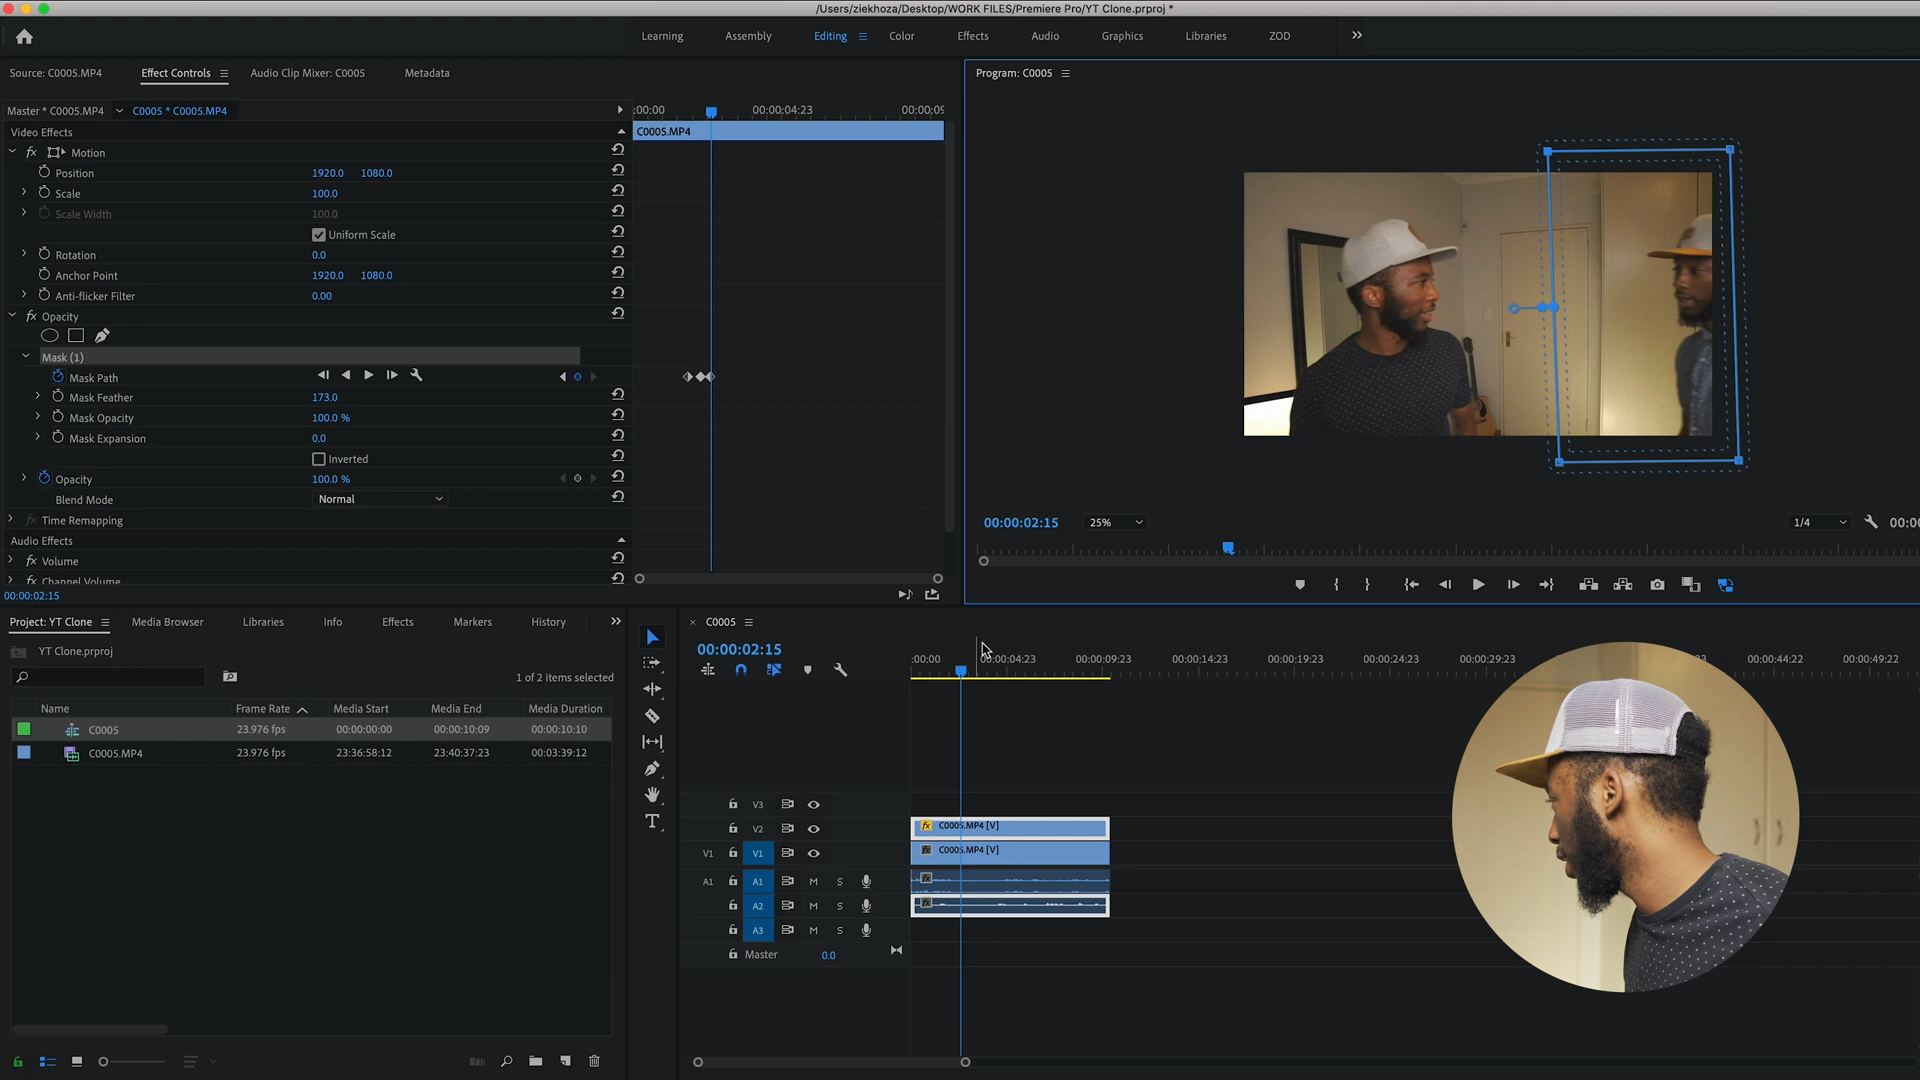 /Users/ziekhoza/Desktop/WORK FILES/Premiere Pro/YT Clone.prproj *
Learning Assembly Editing Color Effects Audio Graphics Libraries ZOD
Source: C0005.MP4 Effect Controls Audio Clip Mixer: C0005 Metadata
Program: C0005
Master * C0005.MP4 C0005 * C0005.MP4
:00:00 00:00:04:23 00:00:09
Video Effects
C0005.MP4
fx Motion
Position 1920.0 1080.0
Scale 100.0
Scale Width 100.0
Uniform Scale
Rotation 0.0
Anchor Point 1920.0 1080.0
Anti-flicker Filter 0.00
fx Opacity
Mask (1)
Mask Path
Mask Feather 173.0
Mask Opacity 100.0 %
Mask Expansion 0.0
Inverted
Opacity 100.0 %
Blend Mode Normal
fx Time Remapping
Audio Effects
fx Volume
fx Channel Volume
00:00:02:15
00:00:02:15 25% 1/4 00:00
Project: YT Clone Media Browser Libraries Info Effects Markers History
YT Clone.prproj
1 of 2 items selected
Name Frame Rate Media Start Media End Media Duration
C0005 23.976 fps 00:00:00:00 00:00:10:09 00:00:10:10
C0005.MP4 23.976 fps 23:36:58:12 23:40:37:23 00:03:39:12
C0005
00:00:02:15
:00:00 00:00:04:23 00:00:09:23 00:00:14:23 00:00:19:23 00:00:24:23 00:00:29:23 00:00:44:22 00:00:49:22
V3
V2 fx C0005.MP4 [V]
V1 V1 fx C0005.MP4 [V]
A1 A1 M S
A2 M S
A3 M S
Master 0.0